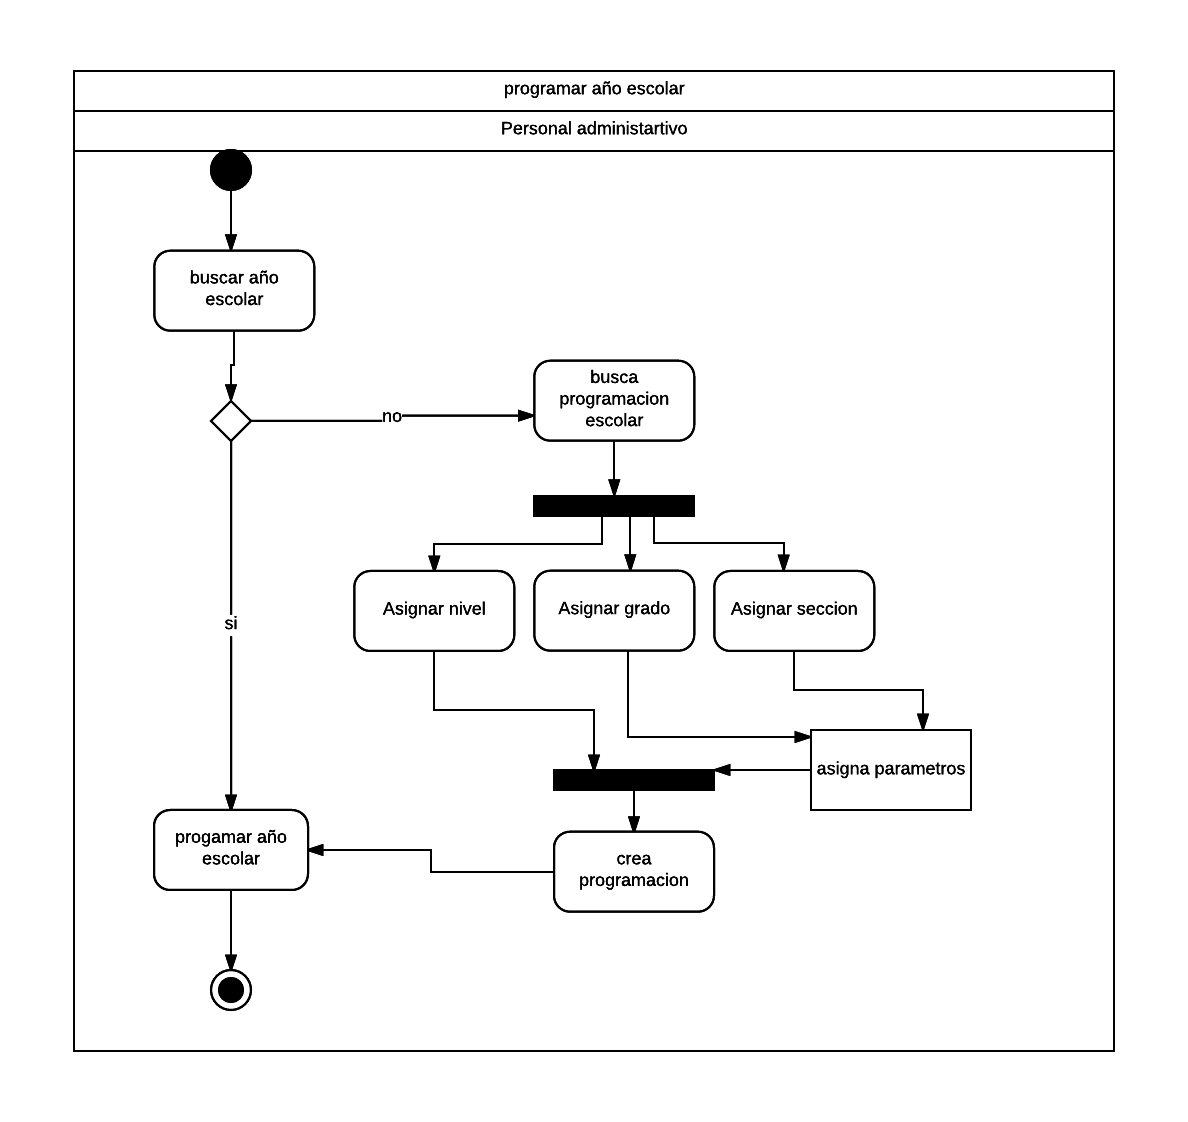 programar año escolar
Personal administartivo
buscar año
escolar
busca
programacion
escolar
no
Asignar nivel
Asignar grado
Asignar seccion
si
asigna parametros
progamar año
escolar
crea
programacion